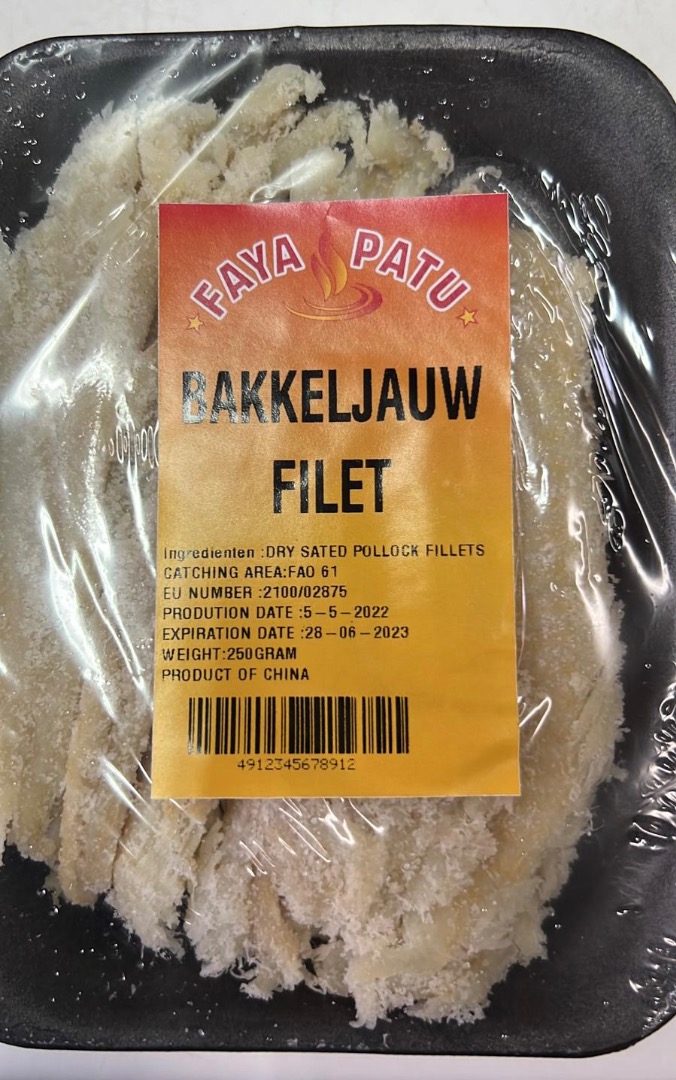 FAYA PATU
BAKKELJAUW
FILET
Ingredienten :DRY SATED POLLOCK FILLETS
CATCHING AREA:FAO 61
EU NUMBER :2100/02875
PRODUTION DATE :5-5-2022
EXPIRATION DATE :28-06-2023
WEIGHT:250GRAM
PRODUCT OF CHINA
4912345678912